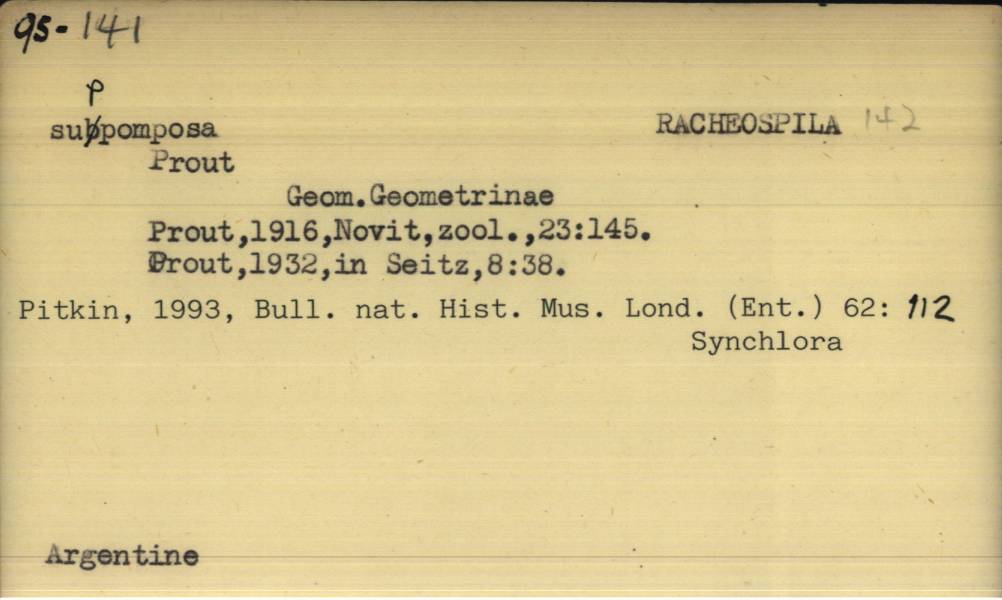 95-141
p
subpomposa RACHEOSPILA 142
Prout
Geom.Geometrinae
Prout,1916,Novit,zool.,23:145.
Prout,1932,in Seitz,8:38.
Pitkin, 1993, Bull. nat. Hist. Mus. Lond. (Ent.) 62: 112
Synchlora
Argentine